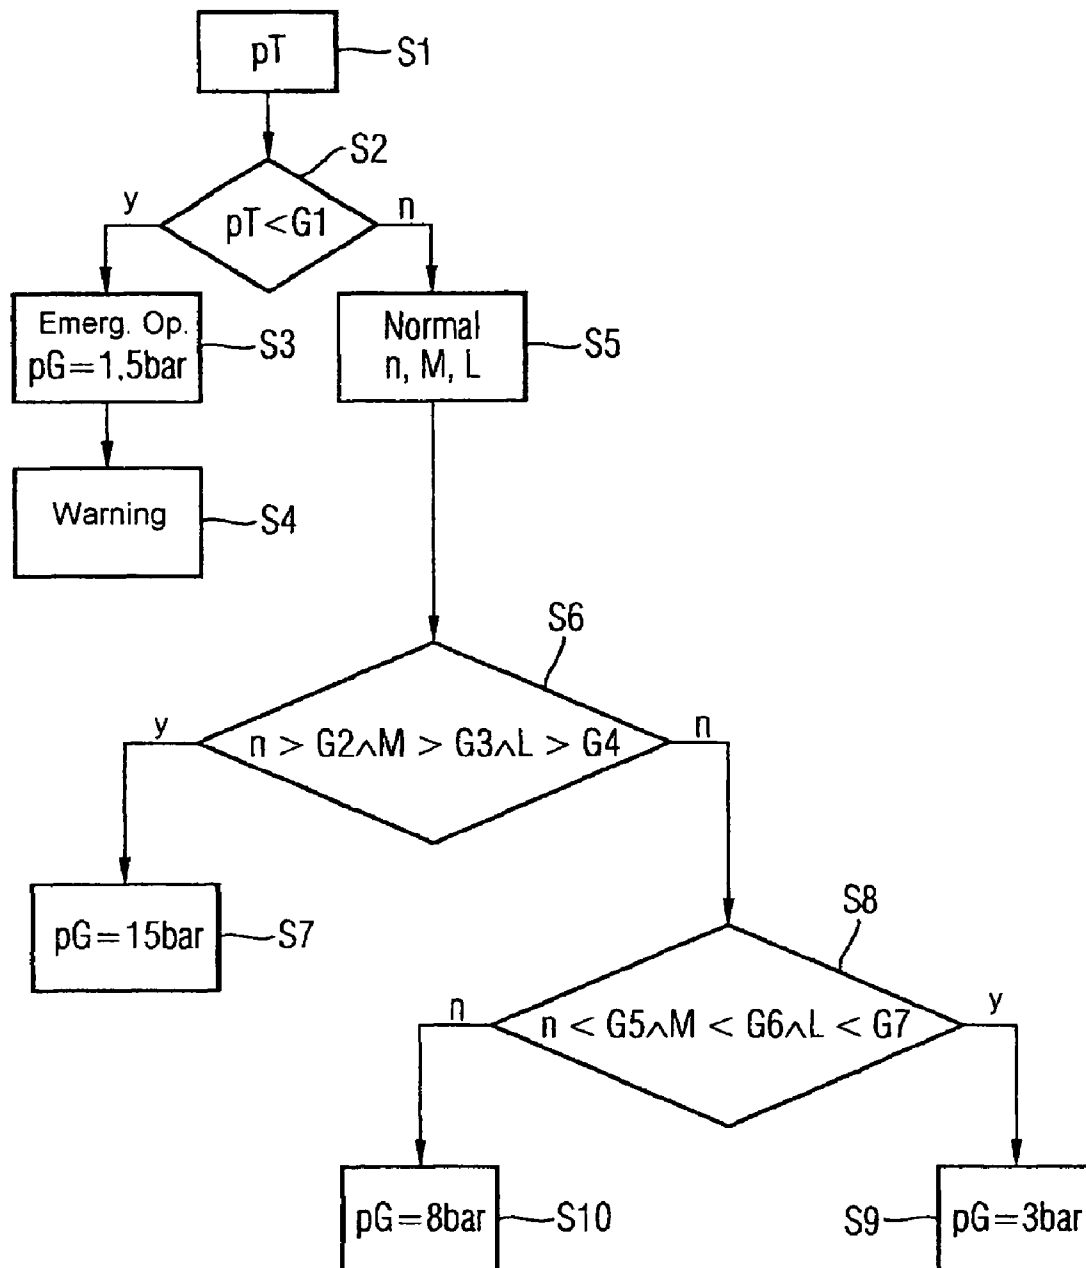 pT
S1
S2
y
pT<G1
n
Emerg. Op.
pG=1,5bar
S3
Normal
n, M, L
S5
Warning
S4
S6
y
n > G2∧M > G3∧L > G4
n
pG=15bar
S7
S8
n
n < G5∧M < G6∧L < G7
y
pG=8bar
S10
S9
pG=3bar